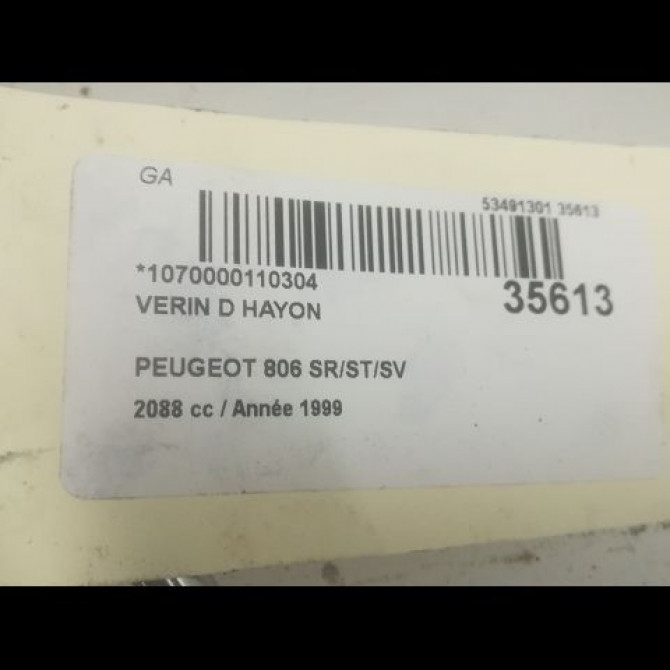 GA
53491301 35613
*1070000110304
35613
VERIN D HAYON
PEUGEOT 806 SR/ST/SV
2088 cc / Année 1999